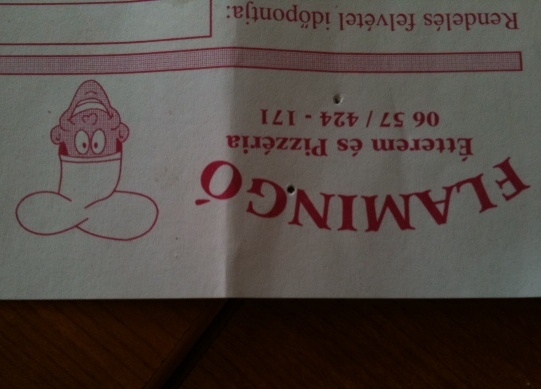 FLAMINGÓ
Étterem és Pizzéria
06 57 / 424 - 171
Rendelés felvétel időpontja: